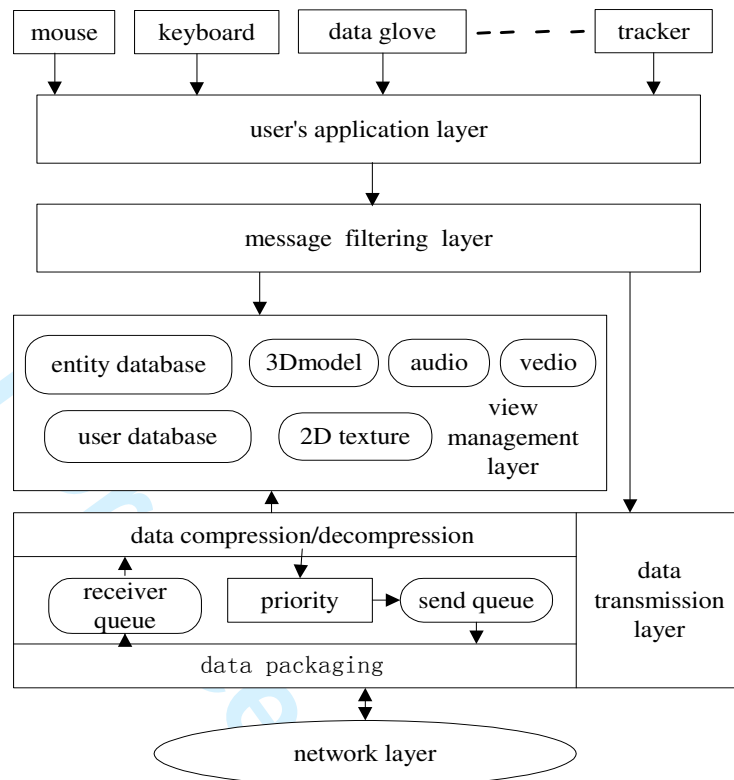 mouse
keyboard
data glove
tracker
user's application layer
message filtering layer
entity database
3Dmodel
audio
vedio
user database
2D texture
view
management
layer
data compression/decompression
receiver
queue
priority
send queue
data
transmission
layer
data packaging
network layer